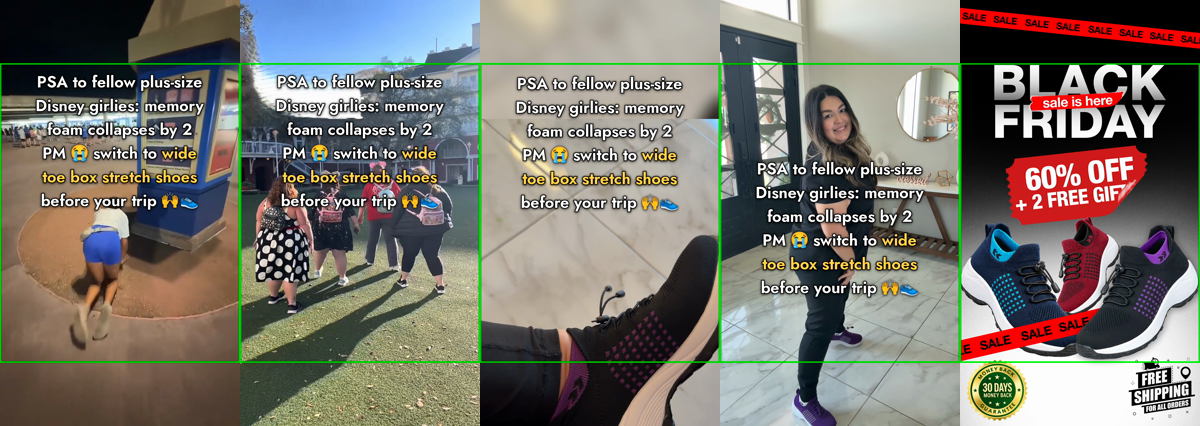 PSA to fellow plus-size
Disney girlies: memory
foam collapses by 2
PM 😭 switch to wide
toe box stretch shoes
before your trip 🙌👟
PSA to fellow plus-size
Disney girlies: memory
foam collapses by 2
PM 😭 switch to wide
toe box stretch shoes
before your trip 🙌👟
PSA to fellow plus-size
Disney girlies: memory
foam collapses by 2
PM 😭 switch to wide
toe box stretch shoes
before your trip 🙌👟
PSA to fellow plus-size
Disney girlies: memory
foam collapses by 2
PM 😭 switch to wide
toe box stretch shoes
before your trip 🙌👟
SALE SALE SALE SALE SALE SALE SALE
BLACK
sale is here
FRIDAY
60% OFF
+ 2 FREE GIF
SALE SALE SALE
MONEY BACK
30 DAYS
MONEY BACK
GUARANTEE
FREE
SHIPPING
FOR ALL ORDERS